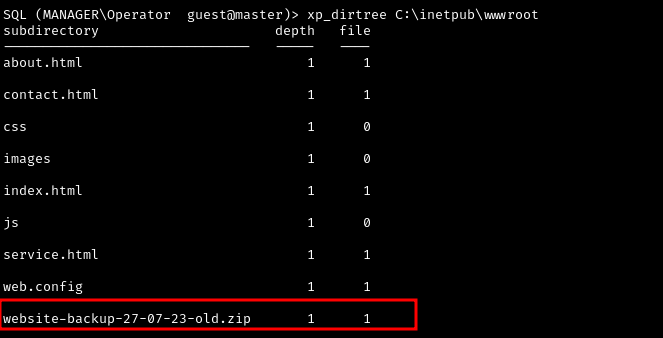 SQL (MANAGER\Operator  guest@master)> xp_dirtree C:\inetpub\wwwroot
subdirectory                     depth   file
-------------------------------   -----   ----
about.html                           1      1
contact.html                         1      1
css                                  1      0
images                               1      0
index.html                           1      1
js                                   1      0
service.html                         1      1
web.config                           1      1
website-backup-27-07-23-old.zip      1      1